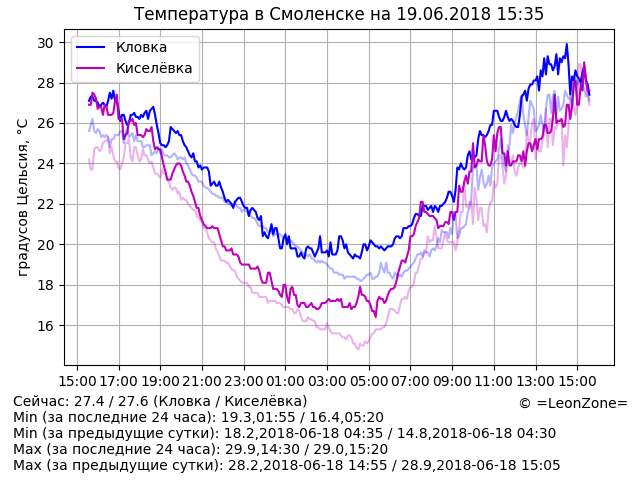 Температура в Смоленске на 19.06.2018 15:35
Кловка
Киселёвка
градусов Цельсия, °C
30
28
26
24
22
20
18
16
15:00 17:00 19:00 21:00 23:00 01:00 03:00 05:00 07:00 09:00 11:00 13:00 15:00
Сейчас: 27.4 / 27.6 (Кловка / Киселёвка)
© =LeonZone=
Min (за последние 24 часа): 19.3,01:55 / 16.4,05:20
Min (за предыдущие сутки): 18.2,2018-06-18 04:35 / 14.8,2018-06-18 04:30
Max (за последние 24 часа): 29.9,14:30 / 29.0,15:20
Max (за предыдущие сутки): 28.2,2018-06-18 14:55 / 28.9,2018-06-18 15:05